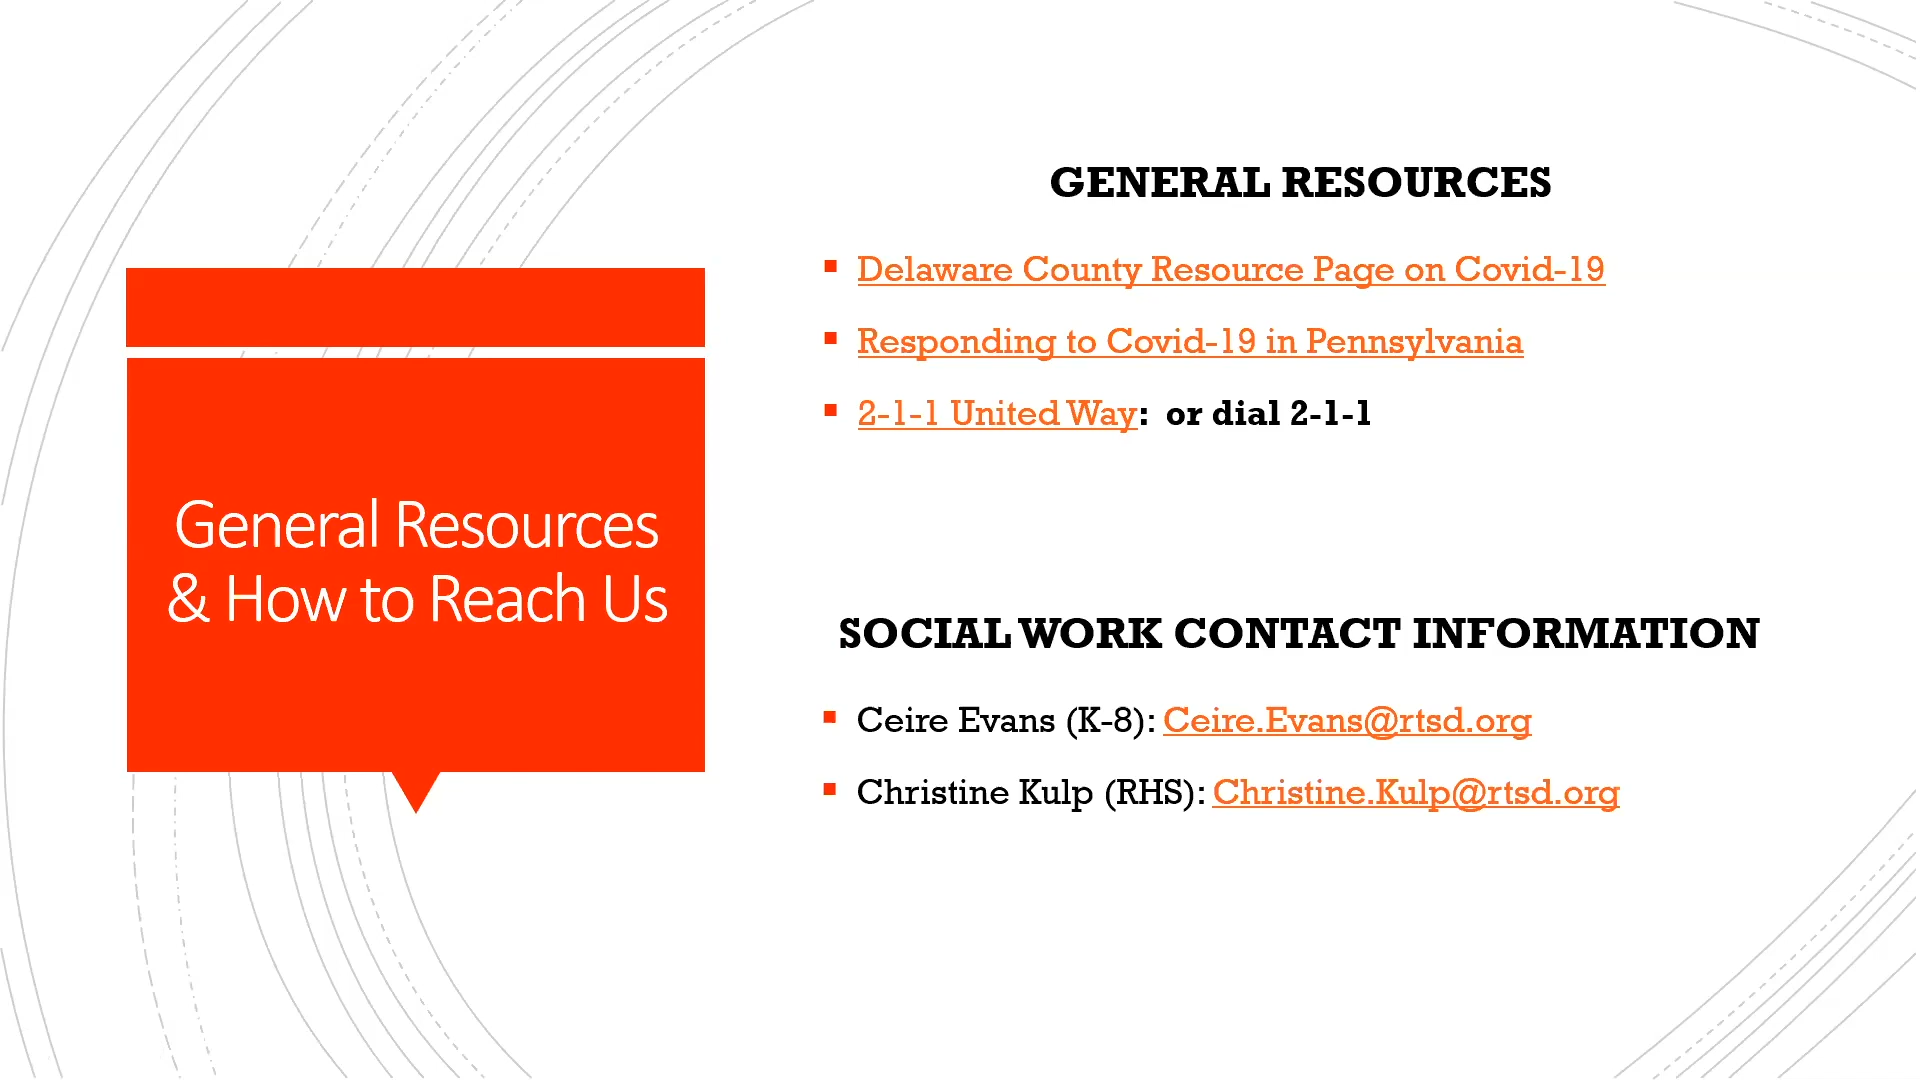 General Resources
& How to Reach Us
GENERAL RESOURCES
Delaware County Resource Page on Covid-19
Responding to Covid-19 in Pennsylvania
2-1-1 United Way: or dial 2-1-1
SOCIAL WORK CONTACT INFORMATION
Ceire Evans (K-8): Ceire.Evans@rtsd.org
Christine Kulp (RHS): Christine.Kulp@rtsd.org